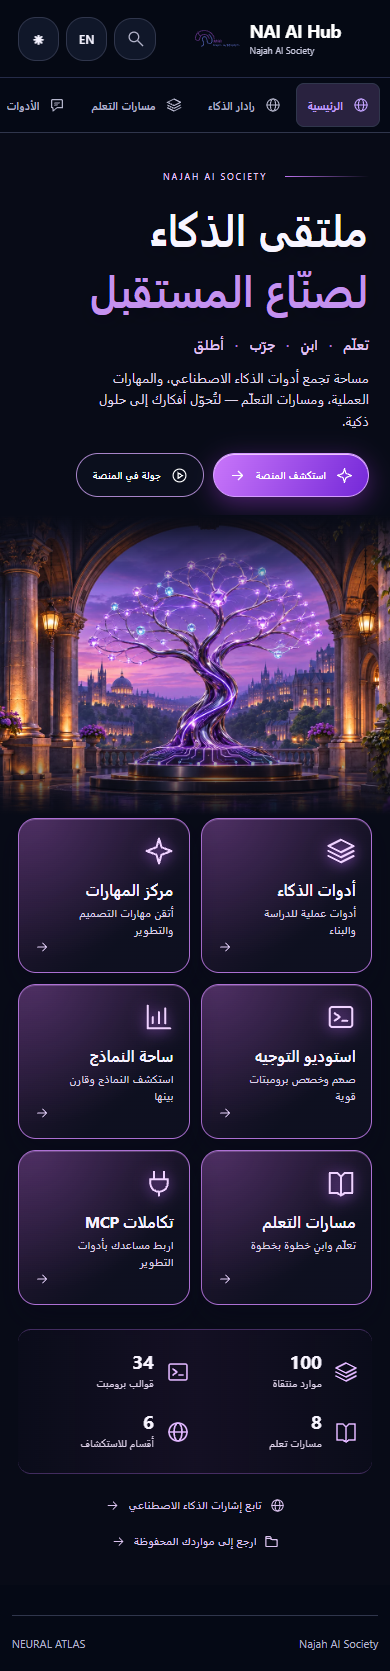 NAI AI Hub
Najah AI Society
EN
الرئيسية
رادار الذكاء
مسارات التعلم
الأدوات
NAJAH AI SOCIETY
ملتقى الذكاء
لصنّاع المستقبل
تعلّم · ابنِ · جرّب · أطلق
مساحة تجمع أدوات الذكاء الاصطناعي، والمهارات
العملية، ومسارات التعلّم — لتُحوّل أفكارك إلى حلول
ذكية.
استكشف المنصة
جولة في المنصة
أدوات الذكاء
أدوات عملية للدراسة
والبناء
مركز المهارات
أتقن مهارات التصميم
والتطوير
استوديو التوجيه
صمّم وخصّص برومبتات
قوية
ساحة النماذج
استكشف النماذج وقارن
بينها
مسارات التعلم
تعلّم وابنِ خطوة بخطوة
تكاملات MCP
اربط مساعدك بأدوات
التطوير
100
موارد منتقاة
34
قوالب برومبت
8
مسارات تعلم
6
أقسام للاستكشاف
تابع إشارات الذكاء الاصطناعي
ارجع إلى مواردك المحفوظة
Najah AI Society
NEURAL ATLAS